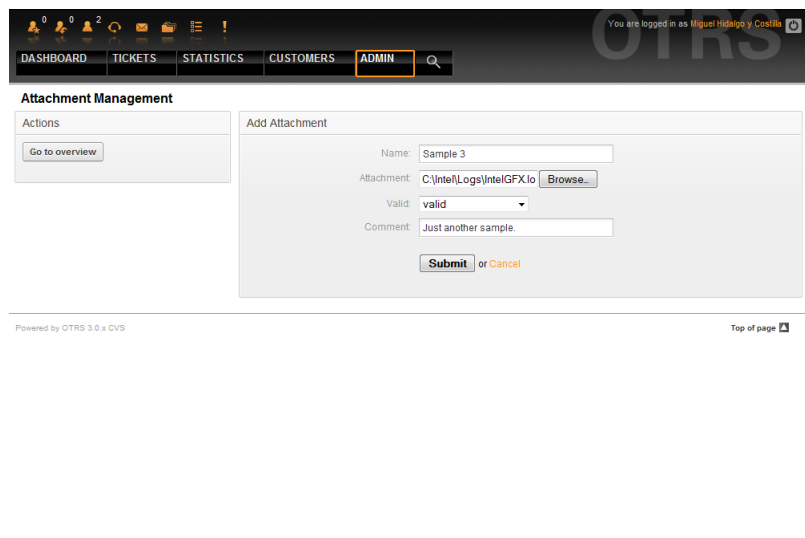 0 0 2
You are logged in as Miguel Hidalgo y Costilla
OTRS
DASHBOARD TICKETS STATISTICS CUSTOMERS ADMIN
Attachment Management
Actions
Go to overview
Add Attachment
Name: Sample 3
Attachment: C:\Intel\Logs\IntelGFX.lo Browse..
Valid: valid
Comment: Just another sample.
Submit or Cancel
Powered by OTRS 3.0.x CVS
Top of page